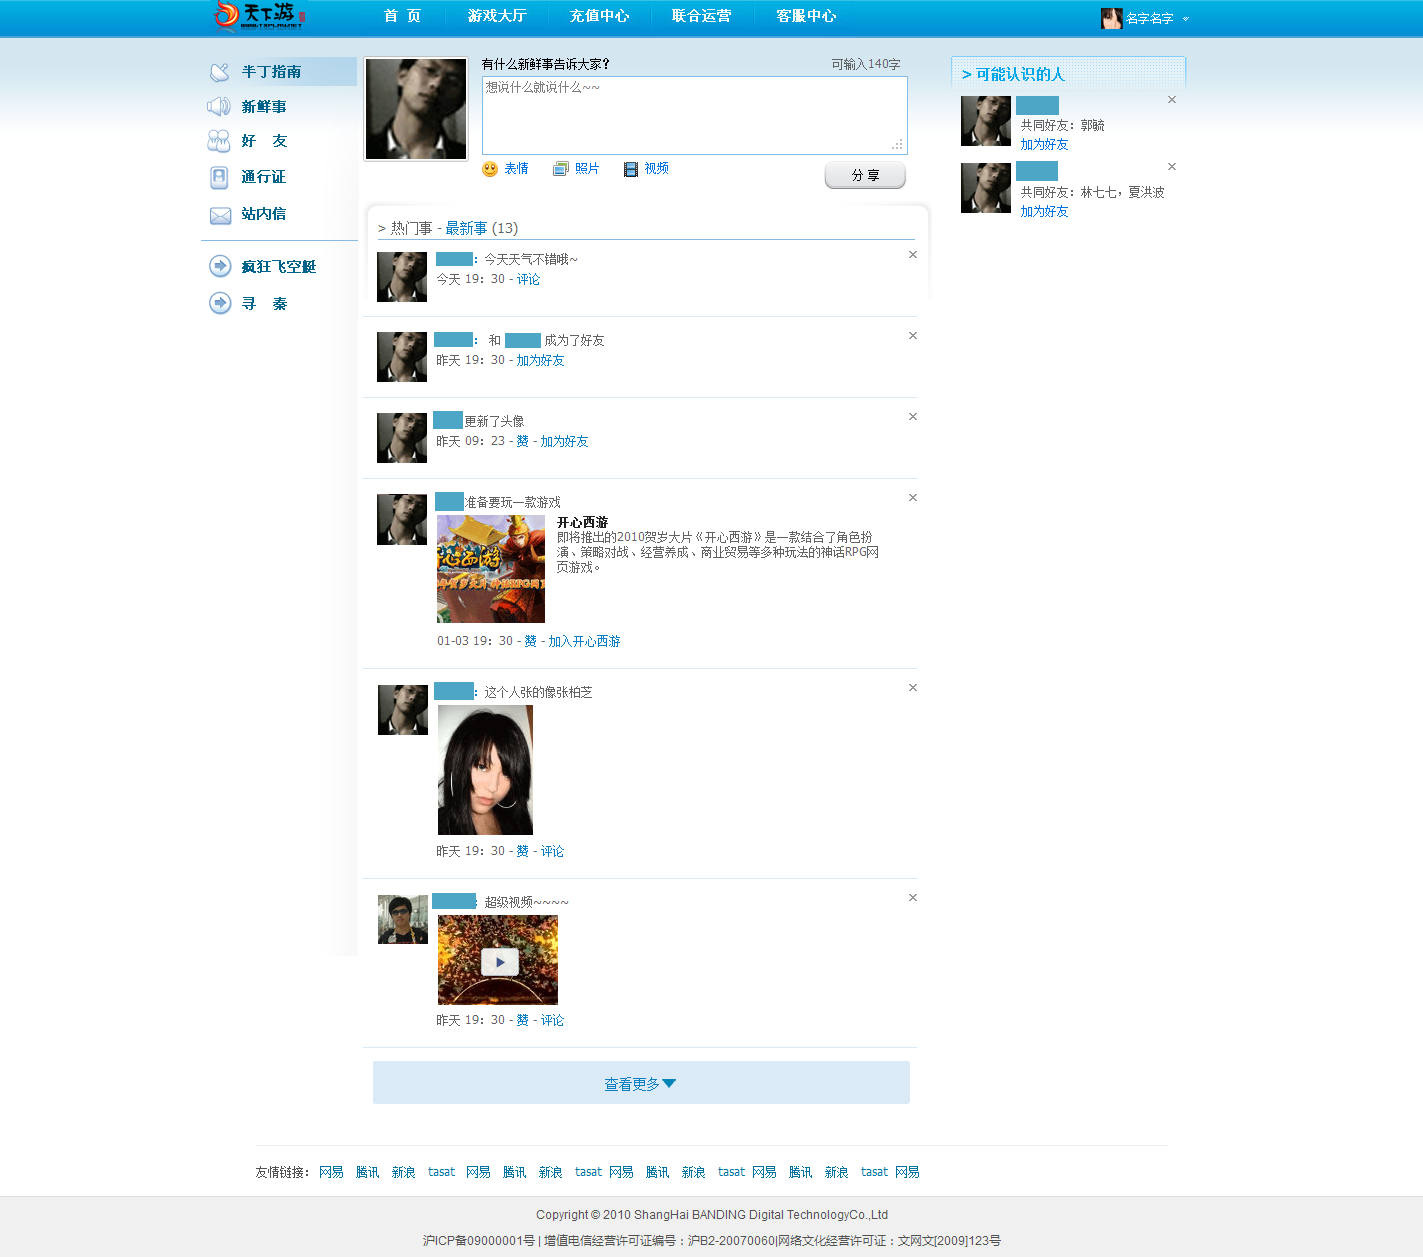 天下游
WWW.TXPLAY.NET
首 页
游戏大厅
充值中心
联合运营
客服中心
名字名字
半丁指南
新鲜事
好 友
通行证
站内信
疯狂飞空艇
寻 秦
有什么新鲜事告诉大家?
可输入140字
想说什么就说什么~~
表情
照片
视频
分 享
> 热门事 - 最新事 (13)
：今天天气不错哦~
今天 19：30 - 评论
： 和 成为了好友
昨天 19：30 - 加为好友
更新了头像
昨天 09：23 - 赞 - 加为好友
准备要玩一款游戏
开心西游
即将推出的2010贺岁大片《开心西游》是一款结合了角色扮
演、策略对战、经营养成、商业贸易等多种玩法的神话RPG网
页游戏。
01-03 19：30 - 赞 - 加入开心西游
：这个人张的像张柏芝
昨天 19：30 - 赞 - 评论
：超级视频~~~~
昨天 19：30 - 赞 - 评论
查看更多
> 可能认识的人
共同好友：郭毓
加为好友
共同好友：林七七，夏洪波
加为好友
友情链接： 网易 腾讯 新浪 tasat 网易 腾讯 新浪 tasat 网易 腾讯 新浪 tasat 网易 腾讯 新浪 tasat 网易
Copyright © 2010 ShangHai BANDING Digital TechnologyCo.,Ltd
沪ICP备09000001号 | 增值电信经营许可证编号：沪B2-20070060|网络文化经营许可证：文网文[2009]123号